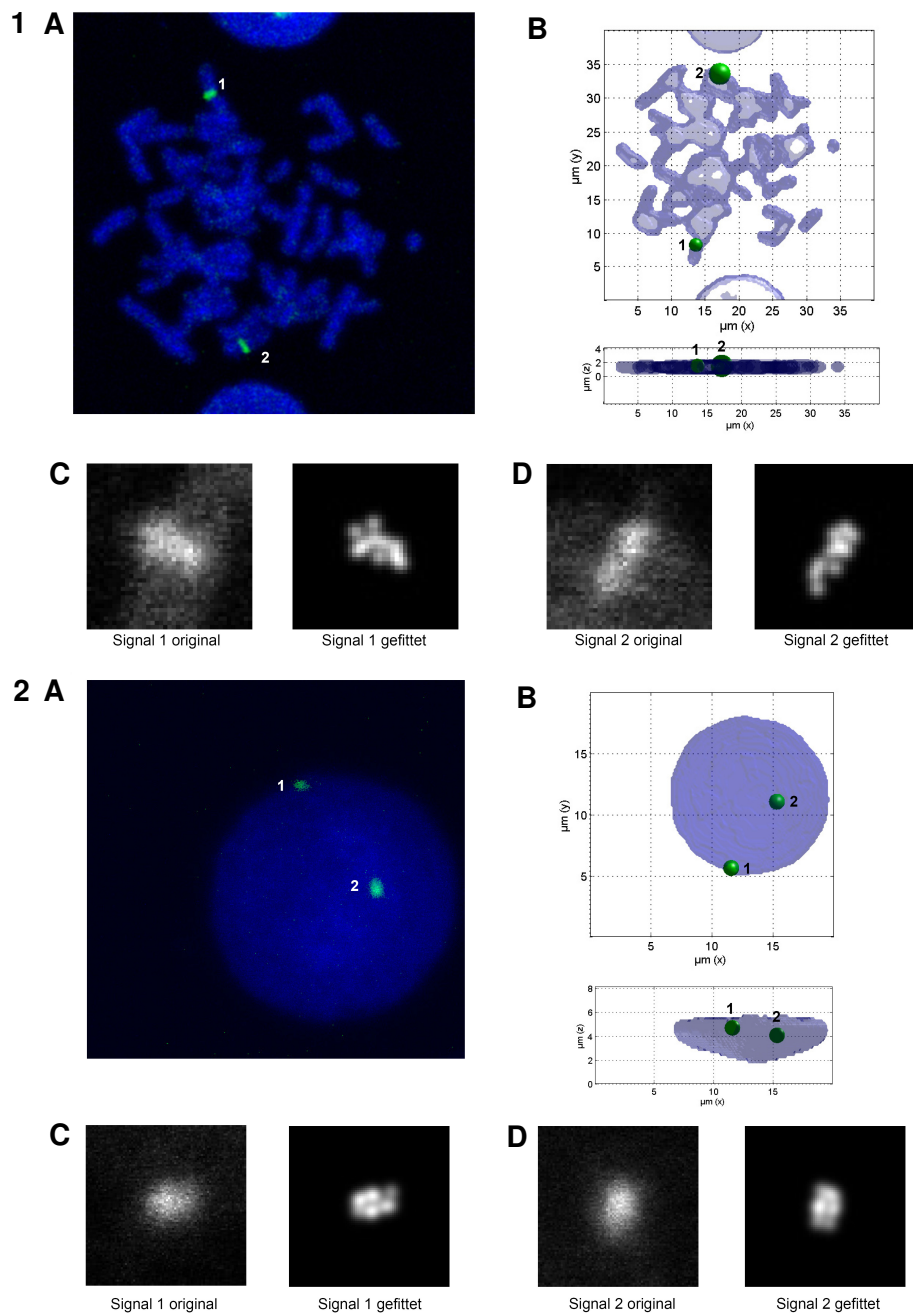 1 A
1
2
B
2
1
µm (y)
35
30
25
20
15
10
5
5 10 15 20 25 30 35
µm (x)
1 2
µm (z)
4
2
0
5 10 15 20 25 30 35
µm (x)
C
Signal 1 original Signal 1 gefittet
D
Signal 2 original Signal 2 gefittet
2 A
1
2
B
2
1
µm (y)
15
10
5
5 10 15
µm (x)
1 2
µm (z)
8
6
4
2
0
5 10 15
µm (x)
C
Signal 1 original Signal 1 gefittet
D
Signal 2 original Signal 2 gefittet